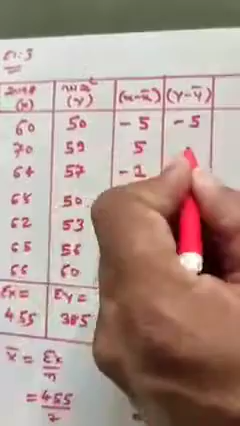 Ex: 3
(x) (y) (x-x̄) (y-ȳ)
60 50 -5 -5
70 59 5
64 57 -1
68 50
62 53
65 56
66 60
Σx= Σy=
455 385
x̄ = Σx/n
= 455/7